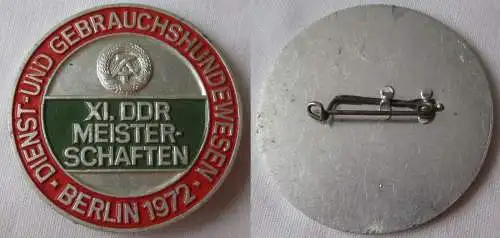 DIENST- UND GEBRAUCHSHUNDEWESEN
XI. DDR
MEISTER-
SCHAFTEN
· BERLIN 1972 ·